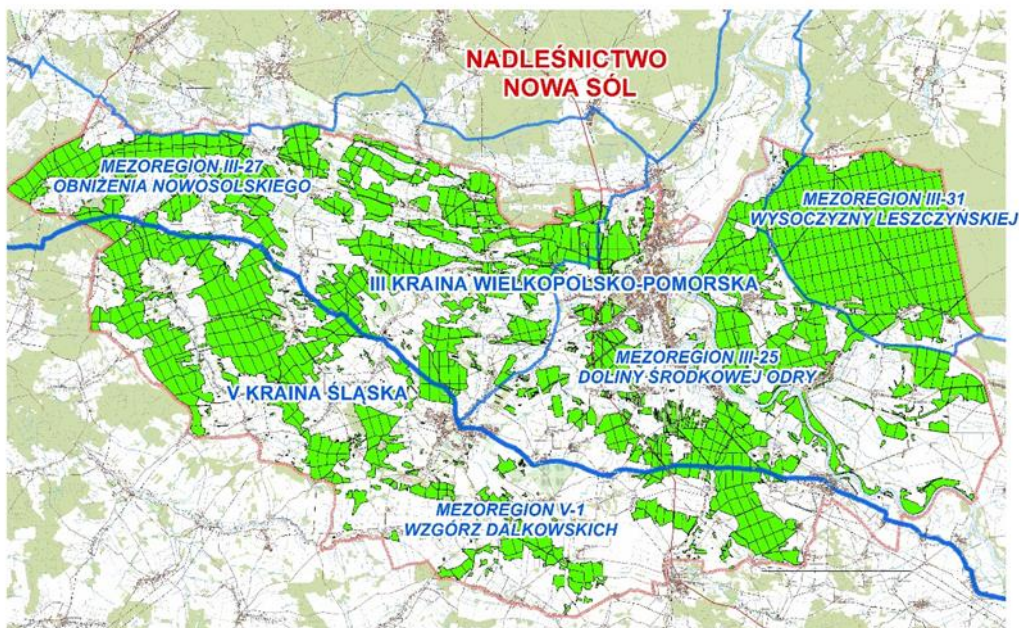 NADLEŚNICTWO
NOWA SÓL
MEZOREGION III-27
OBNIŻENIA NOWOSOLSKIEGO
MEZOREGION III-31
WYSOCZYZNY LESZCZYŃSKIEJ
III KRAINA WIELKOPOLSKO-POMORSKA
MEZOREGION III-25
DOLINY ŚRODKOWEJ ODRY
V KRAINA ŚLĄSKA
MEZOREGION V-1
WZGÓRZ DALKOWSKICH